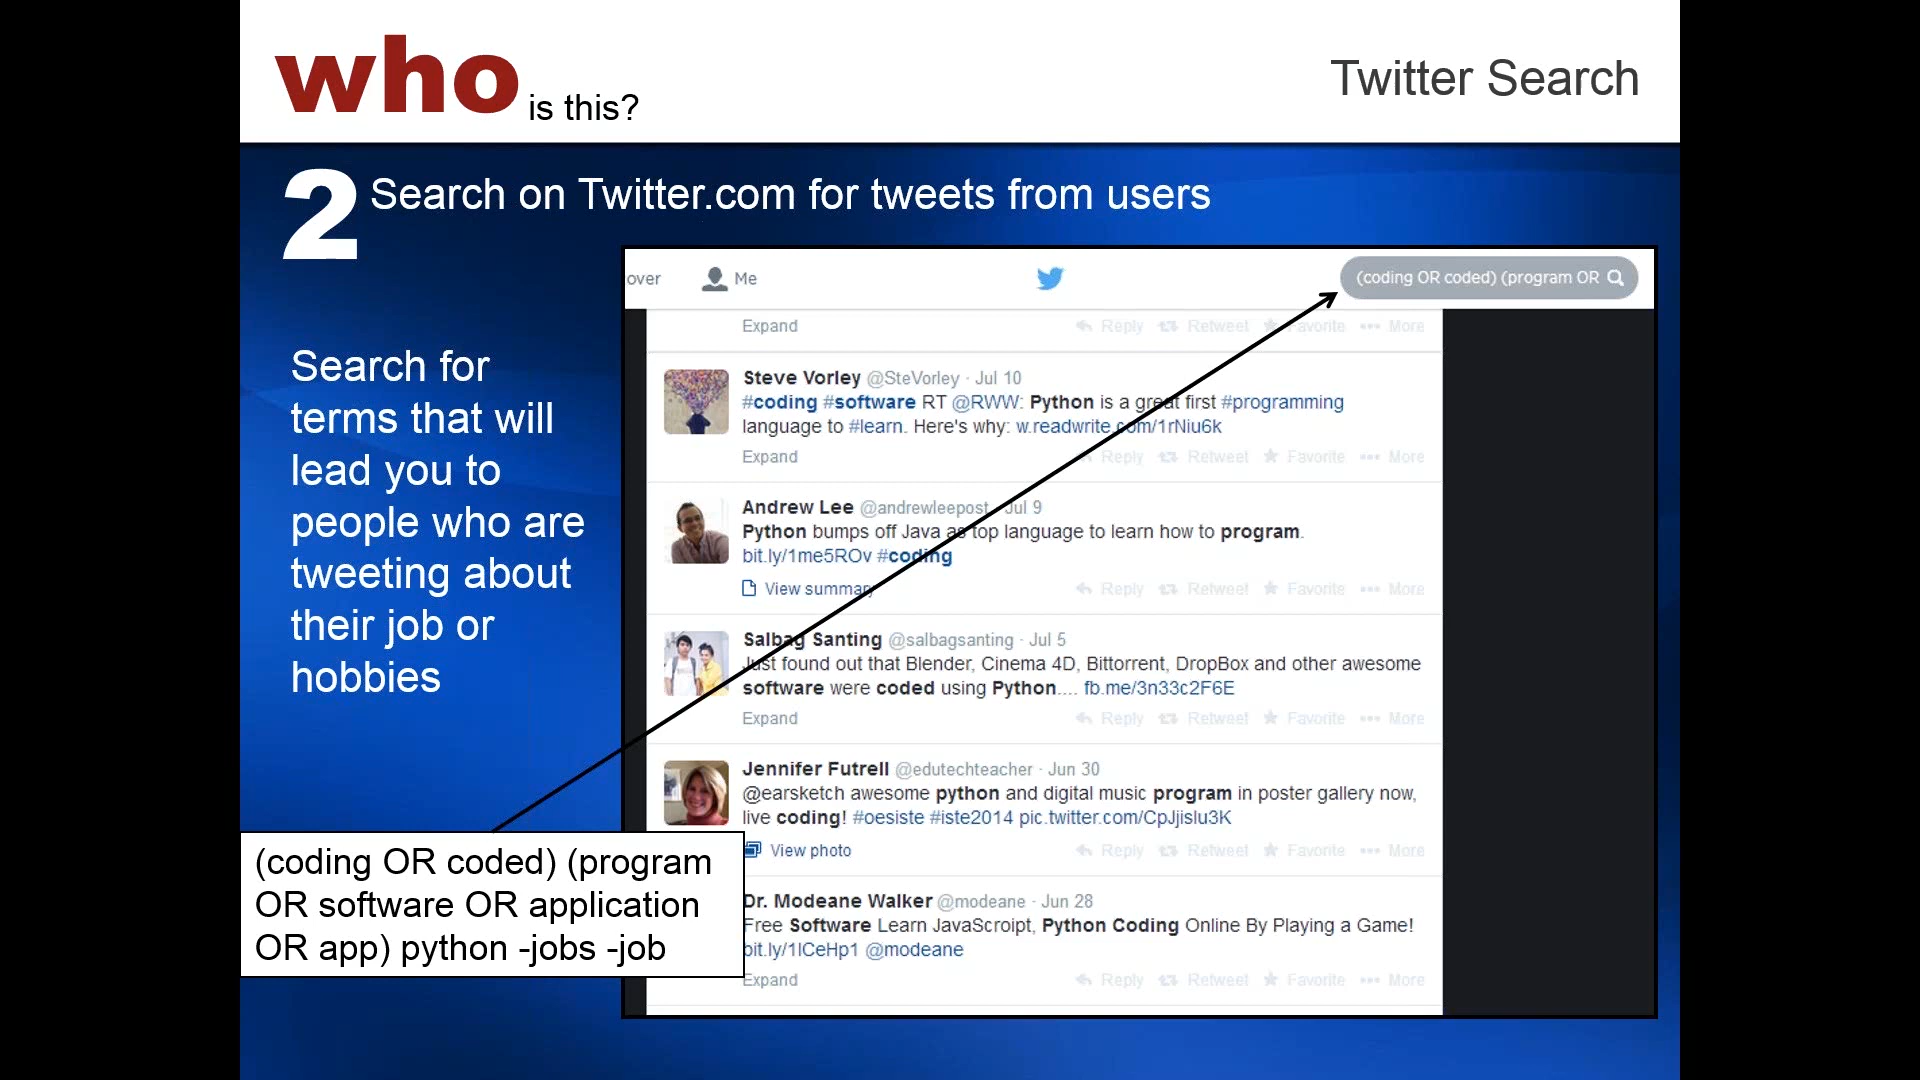 who is this?
Twitter Search
2 Search on Twitter.com for tweets from users
Search for
terms that will
lead you to
people who are
tweeting about
their job or
hobbies
(coding OR coded) (program
OR software OR application
OR app) python -jobs -job
over Me (coding OR coded) (program OR
Expand Reply Retweet Favorite More
Steve Vorley @SteVorley · Jul 10
#coding #software RT @RWW: Python is a great first #programming
language to #learn. Here's why: w.readwrite.com/1rNiu6k
Expand Reply Retweet Favorite More
Andrew Lee @andrewleepost · Jul 9
Python bumps off Java as top language to learn how to program.
bit.ly/1me5ROv #coding
View summary Reply Retweet Favorite More
Salbag Santing @salbagsanting · Jul 5
Just found out that Blender, Cinema 4D, Bittorrent, DropBox and other awesome
software were coded using Python.... fb.me/3n33c2F6E
Expand Reply Retweet Favorite More
Jennifer Futrell @edutechteacher · Jun 30
@earsketch awesome python and digital music program in poster gallery now,
live coding! #oesiste #iste2014 pic.twitter.com/CpJjislu3K
View photo Reply Retweet Favorite More
Dr. Modeane Walker @modeane · Jun 28
Free Software Learn JavaScroipt, Python Coding Online By Playing a Game!
bit.ly/1lCeHp1 @modeane
Expand Reply Retweet Favorite More